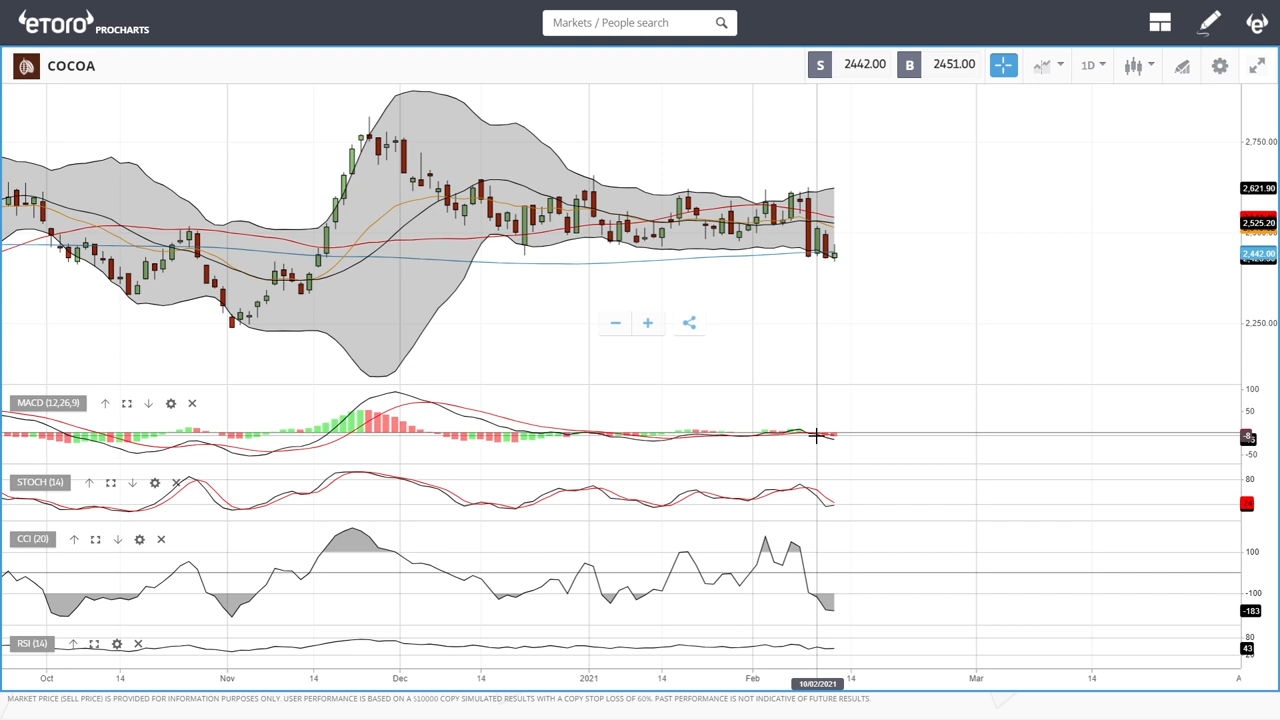 eToro PROCHARTS
Markets / People search
COCOA
S 2442.00 B 2451.00 1D
2,750.00
2,621.90
2,525.20
2,442.00
2,250.00
MACD (12,26,9)
100
50
-8
-50
STOCH (14)
80
24
CCI (20)
100
-100
-183
RSI (14)
80
43
Oct 14 Nov 14 Dec 14 2021 14 Feb 14 Mar 14 A
10/02/2021
MARKET PRICE (SELL PRICE) IS PROVIDED FOR INFORMATION PURPOSES ONLY. USER PERFORMANCE IS BASED ON A $10000 COPY SIMULATED RESULTS WITH A COPY STOP LOSS OF 60%. PAST PERFORMANCE IS NOT INDICATIVE OF FUTURE RESULTS.